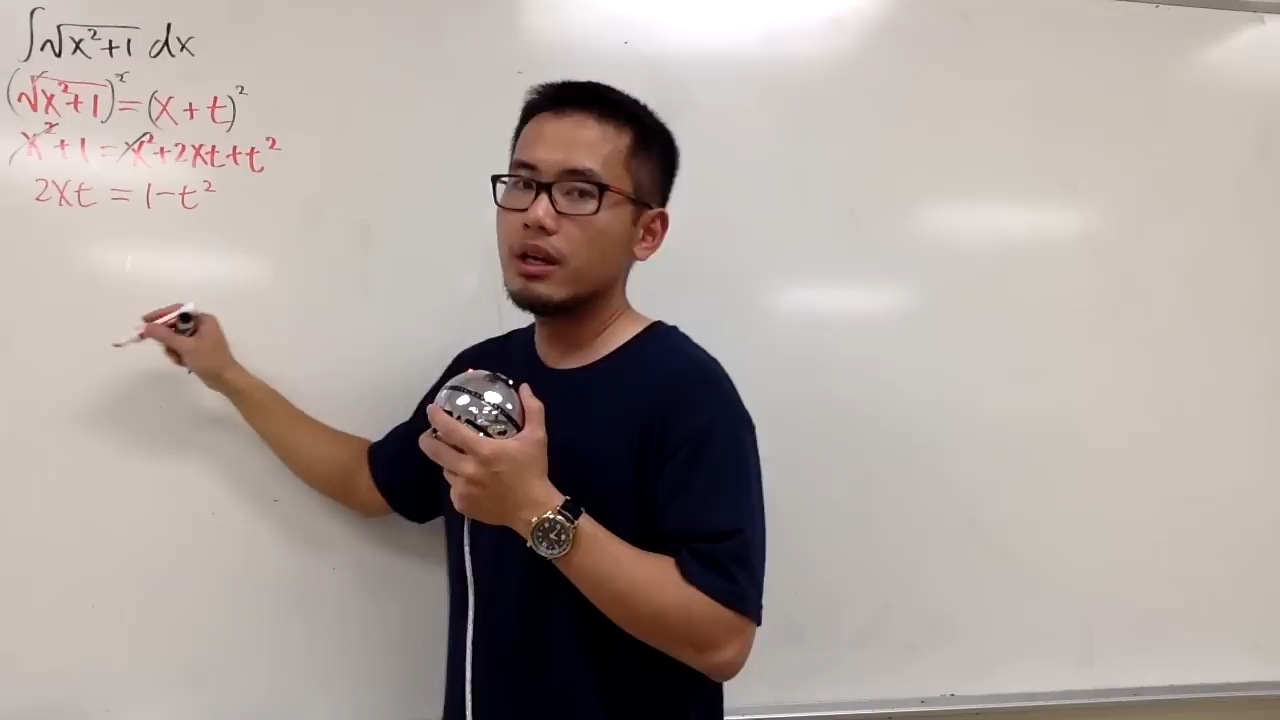 ∫√x²+1 dx
(√x²+1)² = (x+t)²
x²+1 = x²+2xt+t²
2xt = 1-t²